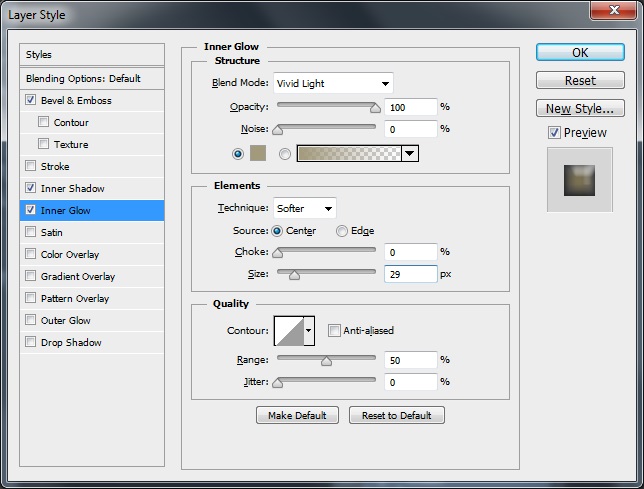 Layer Style
Styles
Blending Options: Default
Bevel & Emboss
Contour
Texture
Stroke
Inner Shadow
Inner Glow
Satin
Color Overlay
Gradient Overlay
Pattern Overlay
Outer Glow
Drop Shadow
Inner Glow
Structure
Blend Mode: Vivid Light
Opacity: 100 %
Noise: 0 %
Elements
Technique: Softer
Source: Center Edge
Choke: 0 %
Size: 29 px
Quality
Contour: Anti-aliased
Range: 50 %
Jitter: 0 %
Make Default Reset to Default
OK
Reset
New Style...
Preview